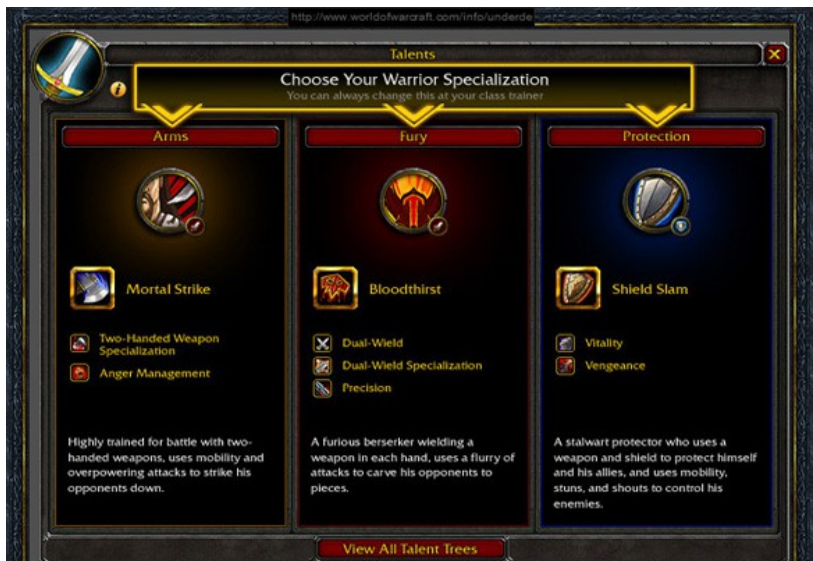 http://www.worldofwarcraft.com/info/underde
Talents
Choose Your Warrior Specialization
You can always change this at your class trainer
Arms
Mortal Strike
Two-Handed Weapon
Specialization
Anger Management
Highly trained for battle with two-
handed weapons, uses mobility and
overpowering attacks to strike his
opponents down.
Fury
Bloodthirst
Dual-Wield
Dual-Wield Specialization
Precision
A furious berserker wielding a
weapon in each hand, uses a flurry of
attacks to carve his opponents to
pieces.
Protection
Shield Slam
Vitality
Vengeance
A stalwart protector who uses a
weapon and shield to protect himself
and his allies, and uses mobility,
stuns, and shouts to control his
enemies.
View All Talent Trees